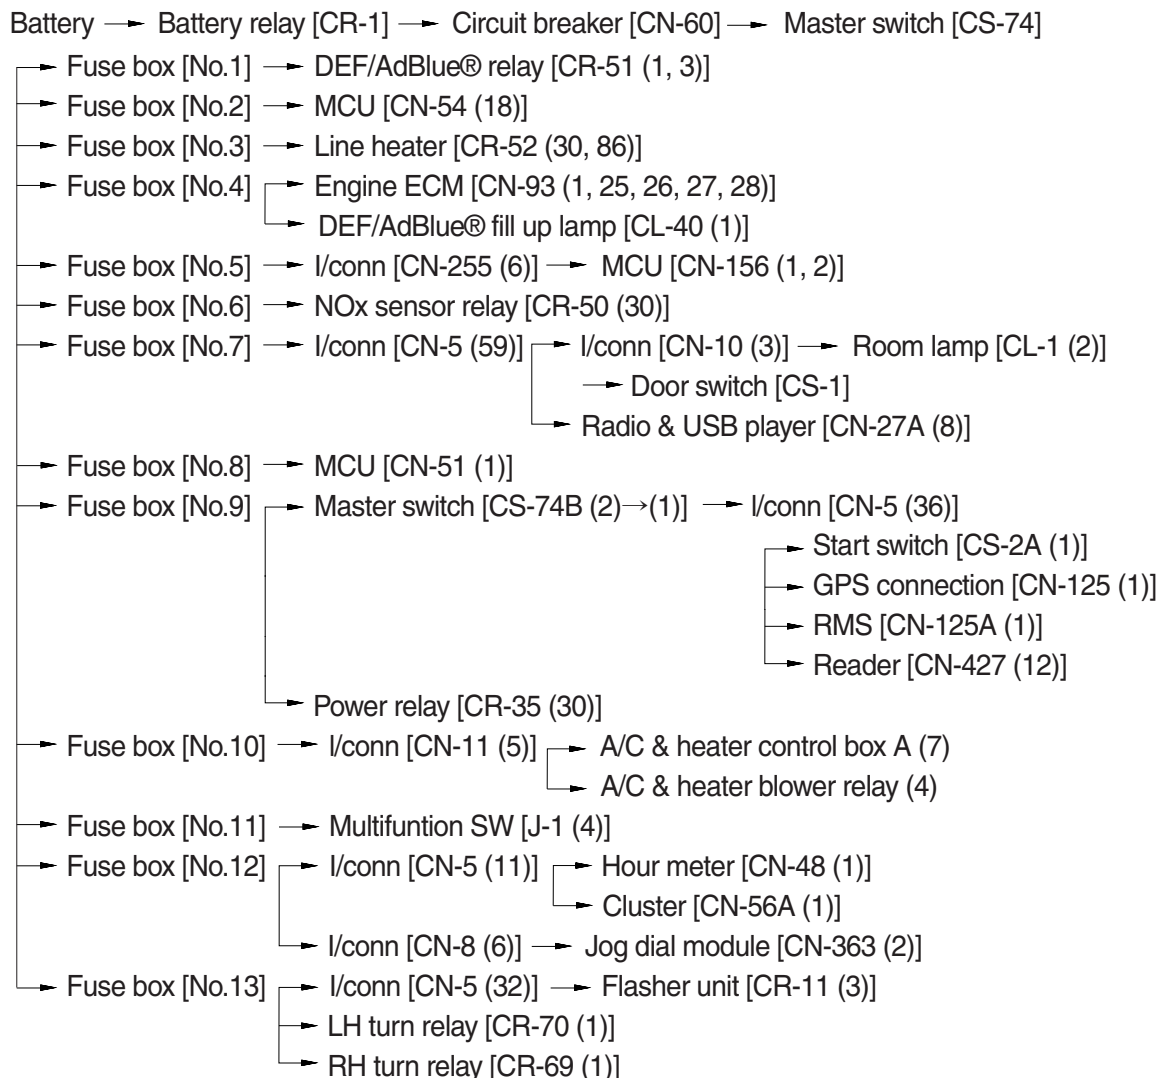 Battery → Battery relay [CR-1] → Circuit breaker [CN-60] → Master switch [CS-74]
Fuse box [No.1] → DEF/AdBlue® relay [CR-51 (1, 3)]
Fuse box [No.2] → MCU [CN-54 (18)]
Fuse box [No.3] → Line heater [CR-52 (30, 86)]
Fuse box [No.4] → Engine ECM [CN-93 (1, 25, 26, 27, 28)]
→ DEF/AdBlue® fill up lamp [CL-40 (1)]
Fuse box [No.5] → I/conn [CN-255 (6)] → MCU [CN-156 (1, 2)]
Fuse box [No.6] → NOx sensor relay [CR-50 (30)]
Fuse box [No.7] → I/conn [CN-5 (59)] → I/conn [CN-10 (3)] → Room lamp [CL-1 (2)]
→ Door switch [CS-1]
→ Radio & USB player [CN-27A (8)]
Fuse box [No.8] → MCU [CN-51 (1)]
Fuse box [No.9] → Master switch [CS-74B (2)→(1)] → I/conn [CN-5 (36)]
→ Start switch [CS-2A (1)]
→ GPS connection [CN-125 (1)]
→ RMS [CN-125A (1)]
→ Reader [CN-427 (12)]
→ Power relay [CR-35 (30)]
Fuse box [No.10] → I/conn [CN-11 (5)] → A/C & heater control box A (7)
→ A/C & heater blower relay (4)
Fuse box [No.11] → Multifuntion SW [J-1 (4)]
Fuse box [No.12] → I/conn [CN-5 (11)] → Hour meter [CN-48 (1)]
→ Cluster [CN-56A (1)]
→ I/conn [CN-8 (6)] → Jog dial module [CN-363 (2)]
Fuse box [No.13] → I/conn [CN-5 (32)] → Flasher unit [CR-11 (3)]
→ LH turn relay [CR-70 (1)]
→ RH turn relay [CR-69 (1)]